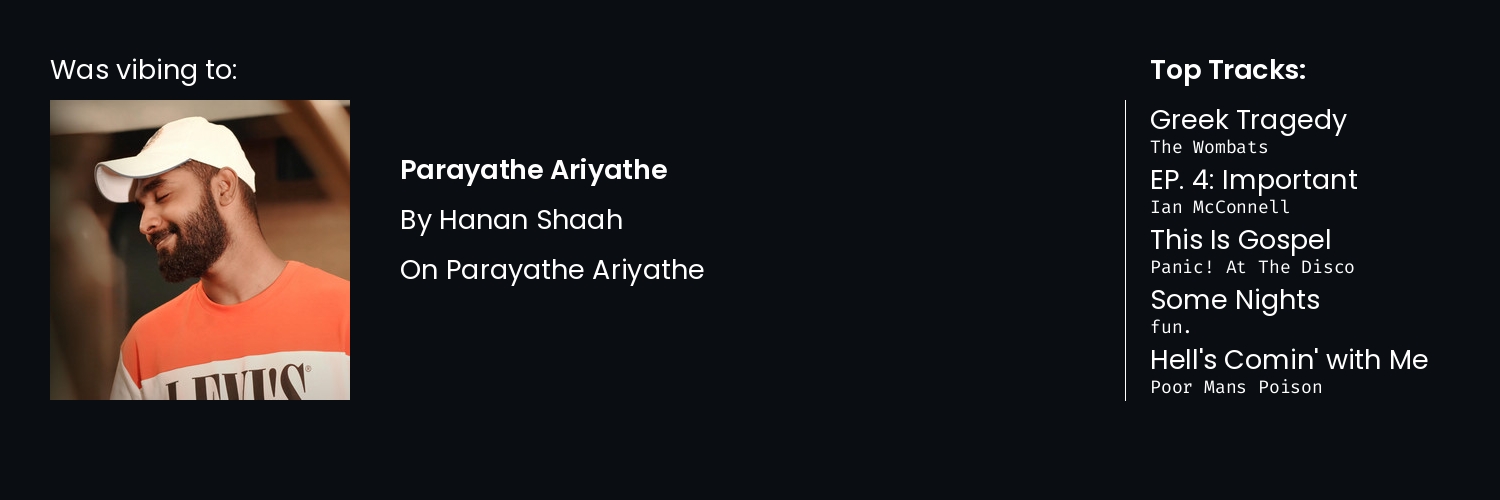 Was vibing to:
LEVI'S®
Parayathe Ariyathe
By Hanan Shaah
On Parayathe Ariyathe
Top Tracks:
Greek Tragedy
The Wombats
EP. 4: Important
Ian McConnell
This Is Gospel
Panic! At The Disco
Some Nights
fun.
Hell's Comin' with Me
Poor Mans Poison